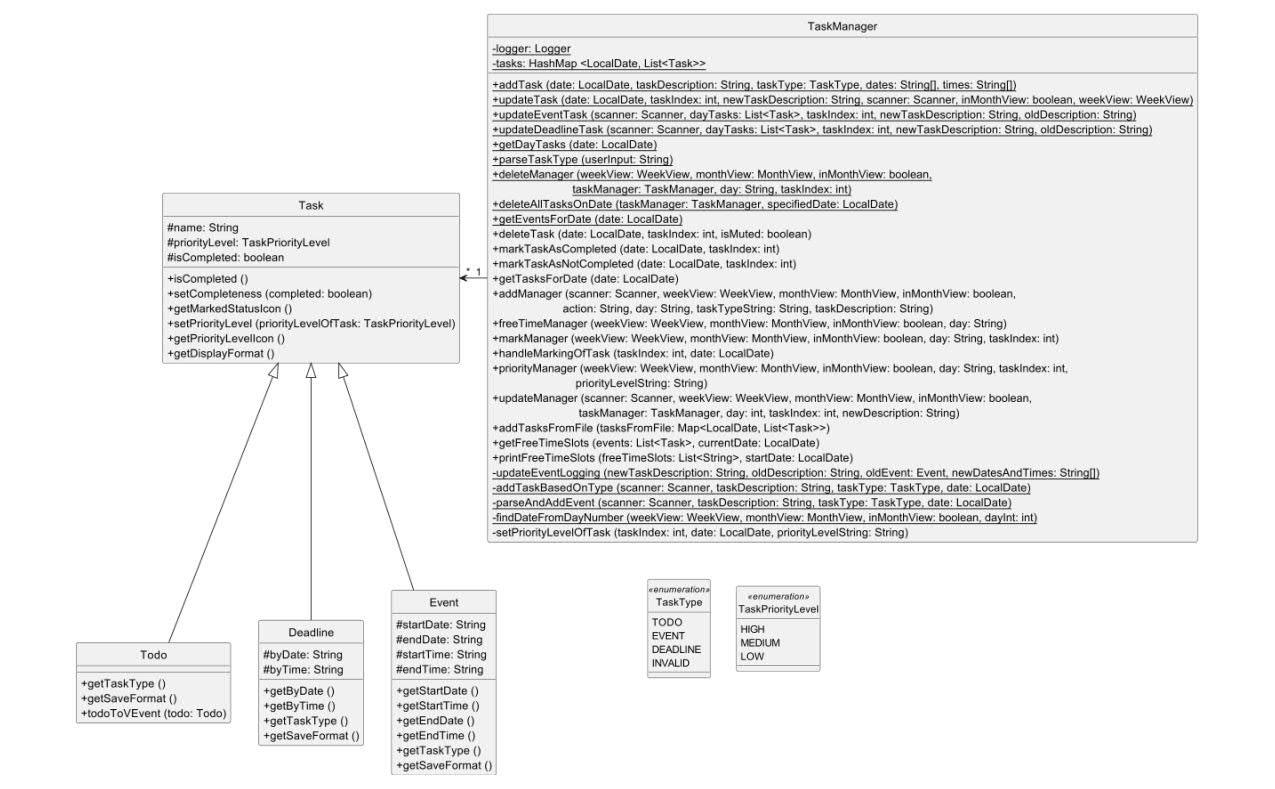 TaskManager
-logger: Logger
-tasks: HashMap <LocalDate, List<Task>>
+addTask (date: LocalDate, taskDescription: String, taskType: TaskType, dates: String[], times: String[])
+updateTask (date: LocalDate, taskIndex: int, newTaskDescription: String, scanner: Scanner, inMonthView: boolean, weekView: WeekView)
+updateEventTask (scanner: Scanner, dayTasks: List<Task>, taskIndex: int, newTaskDescription: String, oldDescription: String)
+updateDeadlineTask (scanner: Scanner, dayTasks: List<Task>, taskIndex: int, newTaskDescription: String, oldDescription: String)
+getDayTasks (date: LocalDate)
+parseTaskType (userInput: String)
+deleteManager (weekView: WeekView, monthView: MonthView, inMonthView: boolean,
taskManager: TaskManager, day: String, taskIndex: int)
+deleteAllTasksOnDate (taskManager: TaskManager, specifiedDate: LocalDate)
+getEventsForDate (date: LocalDate)
+deleteTask (date: LocalDate, taskIndex: int, isMuted: boolean)
+markTaskAsCompleted (date: LocalDate, taskIndex: int)
+markTaskAsNotCompleted (date: LocalDate, taskIndex: int)
+getTasksForDate (date: LocalDate)
+addManager (scanner: Scanner, weekView: WeekView, monthView: MonthView, inMonthView: boolean,
action: String, day: String, taskTypeString: String, taskDescription: String)
+freeTimeManager (weekView: WeekView, monthView: MonthView, inMonthView: boolean, day: String)
+markManager (weekView: WeekView, monthView: MonthView, inMonthView: boolean, day: String, taskIndex: int)
+handleMarkingOfTask (taskIndex: int, date: LocalDate)
+priorityManager (weekView: WeekView, monthView: MonthView, inMonthView: boolean, day: String, taskIndex: int,
priorityLevelString: String)
+updateManager (scanner: Scanner, weekView: WeekView, monthView: MonthView, inMonthView: boolean,
taskManager: TaskManager, day: int, taskIndex: int, newDescription: String)
+addTasksFromFile (tasksFromFile: Map<LocalDate, List<Task>>)
+getFreeTimeSlots (events: List<Task>, currentDate: LocalDate)
+printFreeTimeSlots (freeTimeSlots: List<String>, startDate: LocalDate)
-updateEventLogging (newTaskDescription: String, oldDescription: String, oldEvent: Event, newDatesAndTimes: String[])
-addTaskBasedOnType (scanner: Scanner, taskDescription: String, taskType: TaskType, date: LocalDate)
-parseAndAddEvent (scanner: Scanner, taskDescription: String, taskType: TaskType, date: LocalDate)
-findDateFromDayNumber (weekView: WeekView, monthView: MonthView, inMonthView: boolean, dayInt: int)
-setPriorityLevelOfTask (taskIndex: int, date: LocalDate, priorityLevelString: String)
* 1
Task
#name: String
#priorityLevel: TaskPriorityLevel
#isCompleted: boolean
+isCompleted ()
+setCompleteness (completed: boolean)
+getMarkedStatusIcon ()
+setPriorityLevel (priorityLevelOfTask: TaskPriorityLevel)
+getPriorityLevelIcon ()
+getDisplayFormat ()
Todo
+getTaskType ()
+getSaveFormat ()
+todoToVEvent (todo: Todo)
Deadline
#byDate: String
#byTime: String
+getByDate ()
+getByTime ()
+getTaskType ()
+getSaveFormat ()
Event
#startDate: String
#endDate: String
#startTime: String
#endTime: String
+getStartDate ()
+getStartTime ()
+getEndDate ()
+getEndTime ()
+getTaskType ()
+getSaveFormat ()
«enumeration»
TaskType
TODO
EVENT
DEADLINE
INVALID
«enumeration»
TaskPriorityLevel
HIGH
MEDIUM
LOW